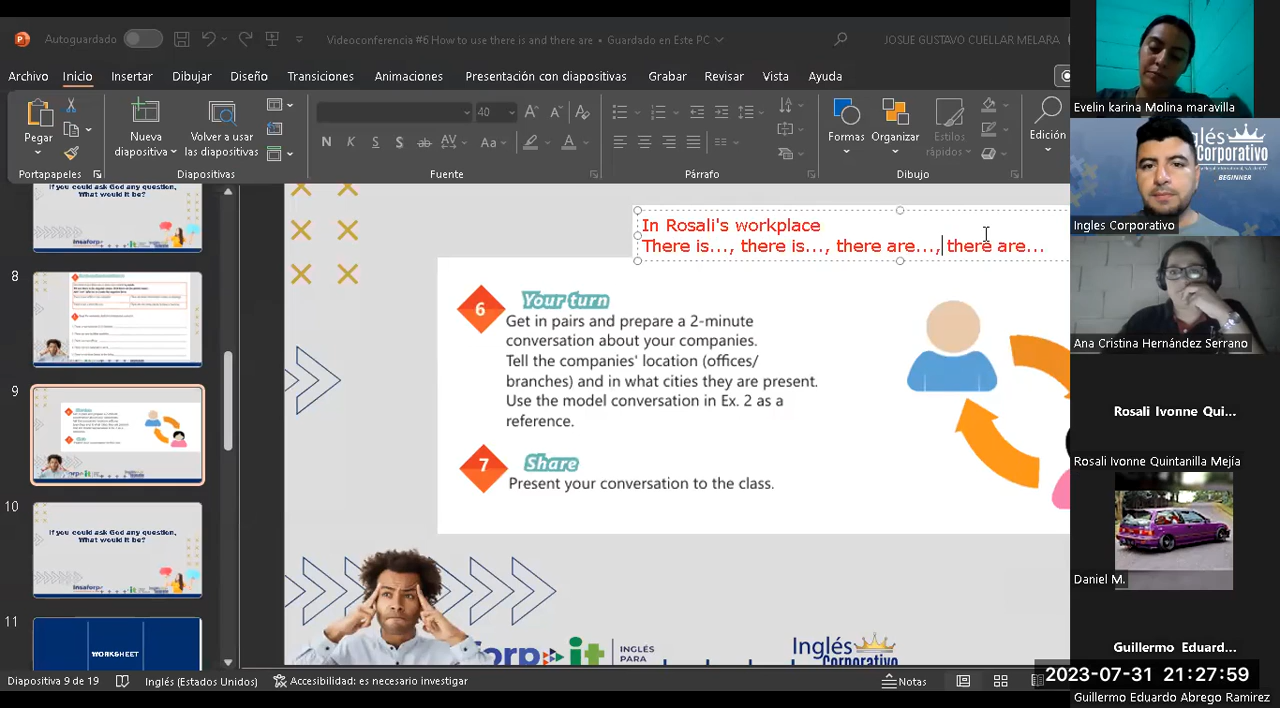 Autoguardado
Videoconferencia #6 How to use there is and there are • Guardado en Este PC
JOSUE GUSTAVO CUELLAR MELARA
Archivo Inicio Insertar Dibujar Diseño Transiciones Animaciones Presentación con diapositivas Grabar Revisar Vista Ayuda
Pegar
Nueva diapositiva
Volver a usar las diapositivas
40
N K S S ab AV Aa
Formas
Organizar
Estilos rápidos
Edición
Portapapeles
Diapositivas
Fuente
Párrafo
Dibujo
If you could ask God any question,
What would it be?
Insaforp
8
9
10
If you could ask God any question,
What would it be?
Insaforp
11
WORKSHEET
In Rosali's workplace
There is..., there is..., there are..., there are...
6
Your turn
Get in pairs and prepare a 2-minute
conversation about your companies.
Tell the companies' location (offices/
branches) and in what cities they are present.
Use the model conversation in Ex. 2 as a
reference.
7
Share
Present your conversation to the class.
INGLÉS
PARA
Inglés
Corporativo
Evelin karina Molina maravilla
Inglés
Corporativo
BEGINNER
Ingles Corporativo
Ana Cristina Hernández Serrano
Rosali Ivonne Qui...
Rosali Ivonne Quintanilla Mejía
Daniel M.
Guillermo Eduard...
2023-07-31 21:27:59
Guillermo Eduardo Abrego Ramirez
Diapositiva 9 de 19
Inglés (Estados Unidos)
Accesibilidad: es necesario investigar
Notas